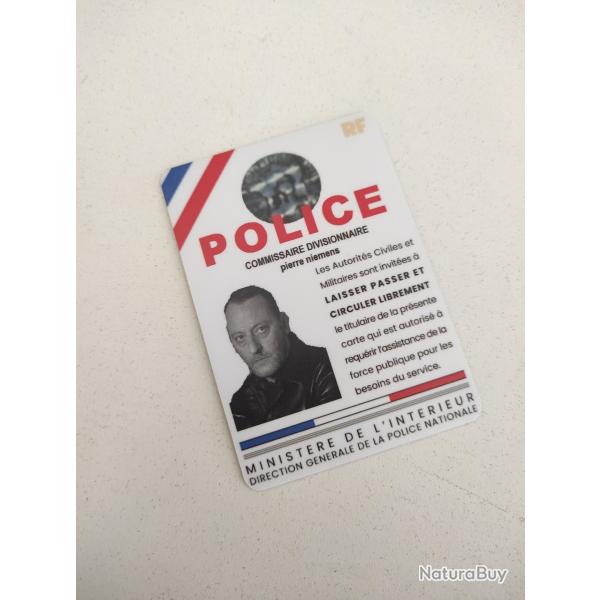 RF
POLICE
COMMISSAIRE DIVISIONNAIRE
pierre niemens
Les Autorités Civiles et
Militaires sont invitées à
LAISSER PASSER ET
CIRCULER LIBREMENT
le titulaire de la présente
carte qui est autorisé à
requérir l'assistance de la
force publique pour les
besoins du service.
MINISTERE DE L'INTERIEUR
DIRECTION GENERALE DE LA POLICE NATIONALE
NaturaBuy